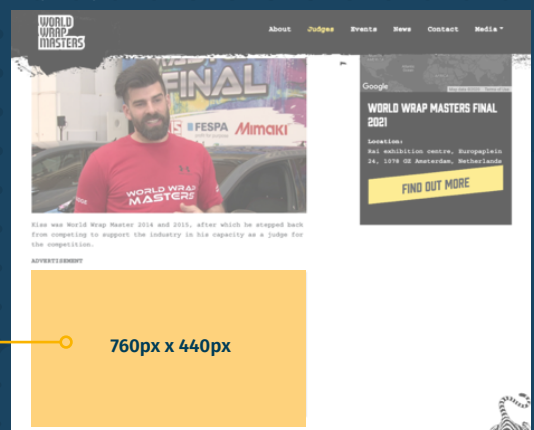 WORLD
WRAP
MASTERS
About Judges Events News Contact Media
FINAL
FESPA Mimaki
WORLD WRAP
MASTERS
Google
WORLD WRAP MASTERS FINAL
2021
Location:
Rai exhibition centre, Europaplein
24, 1078 GZ Amsterdam, Netherlands
FIND OUT MORE
Kiss was World Wrap Master 2014 and 2015, after which he stepped back
from competing to support the industry in his capacity as a judge for
the competition.
ADVERTISEMENT
760px x 440px